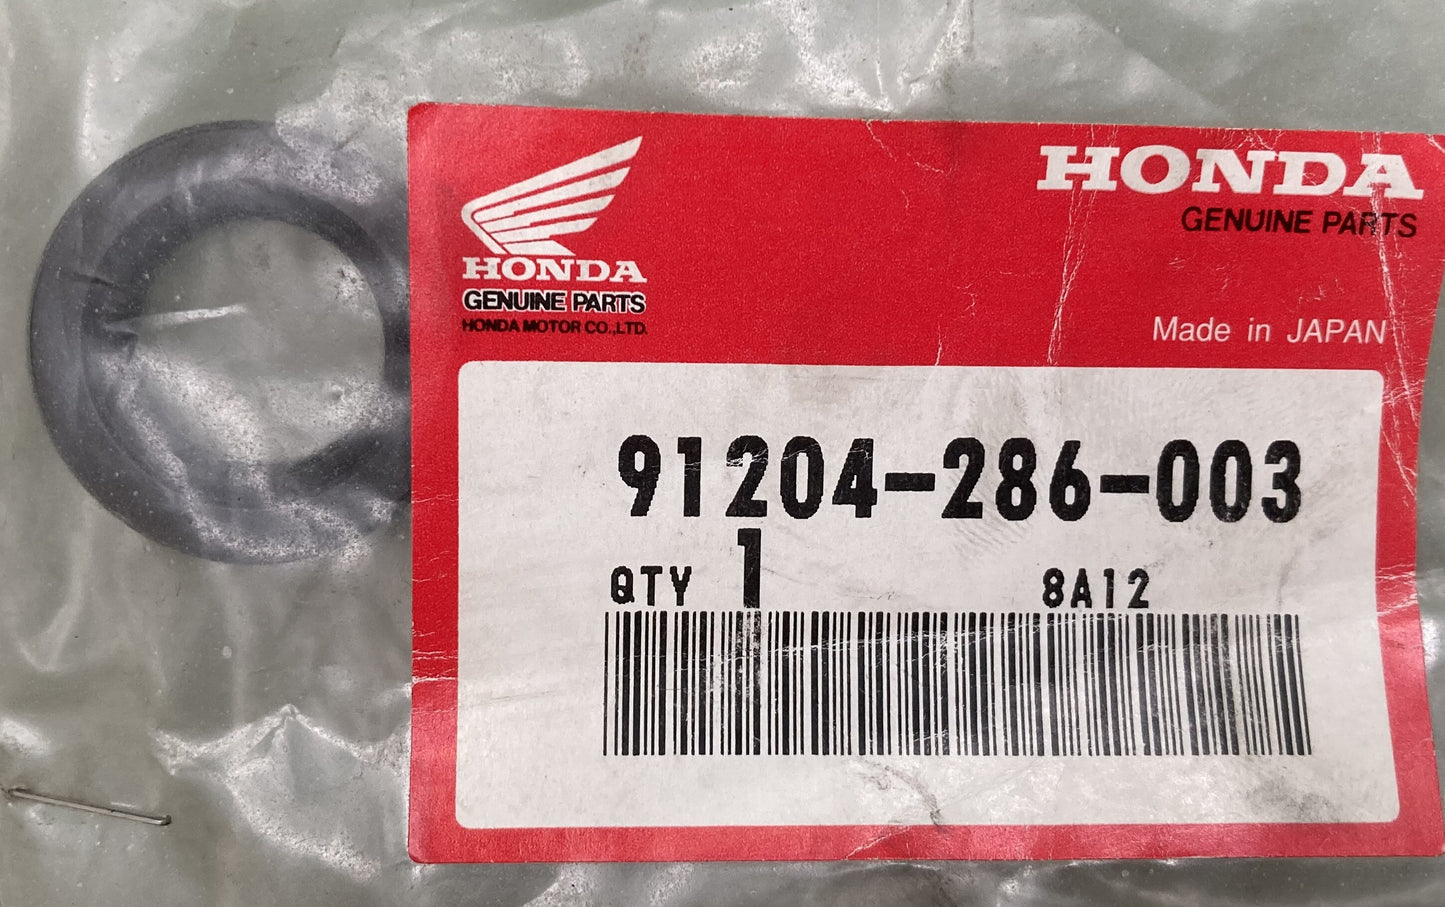 HONDA
GENUINE PARTS
HONDA MOTOR CO.,LTD.
HONDA
GENUINE PARTS
Made in JAPAN
91204-286-003
QTY 1 8A12